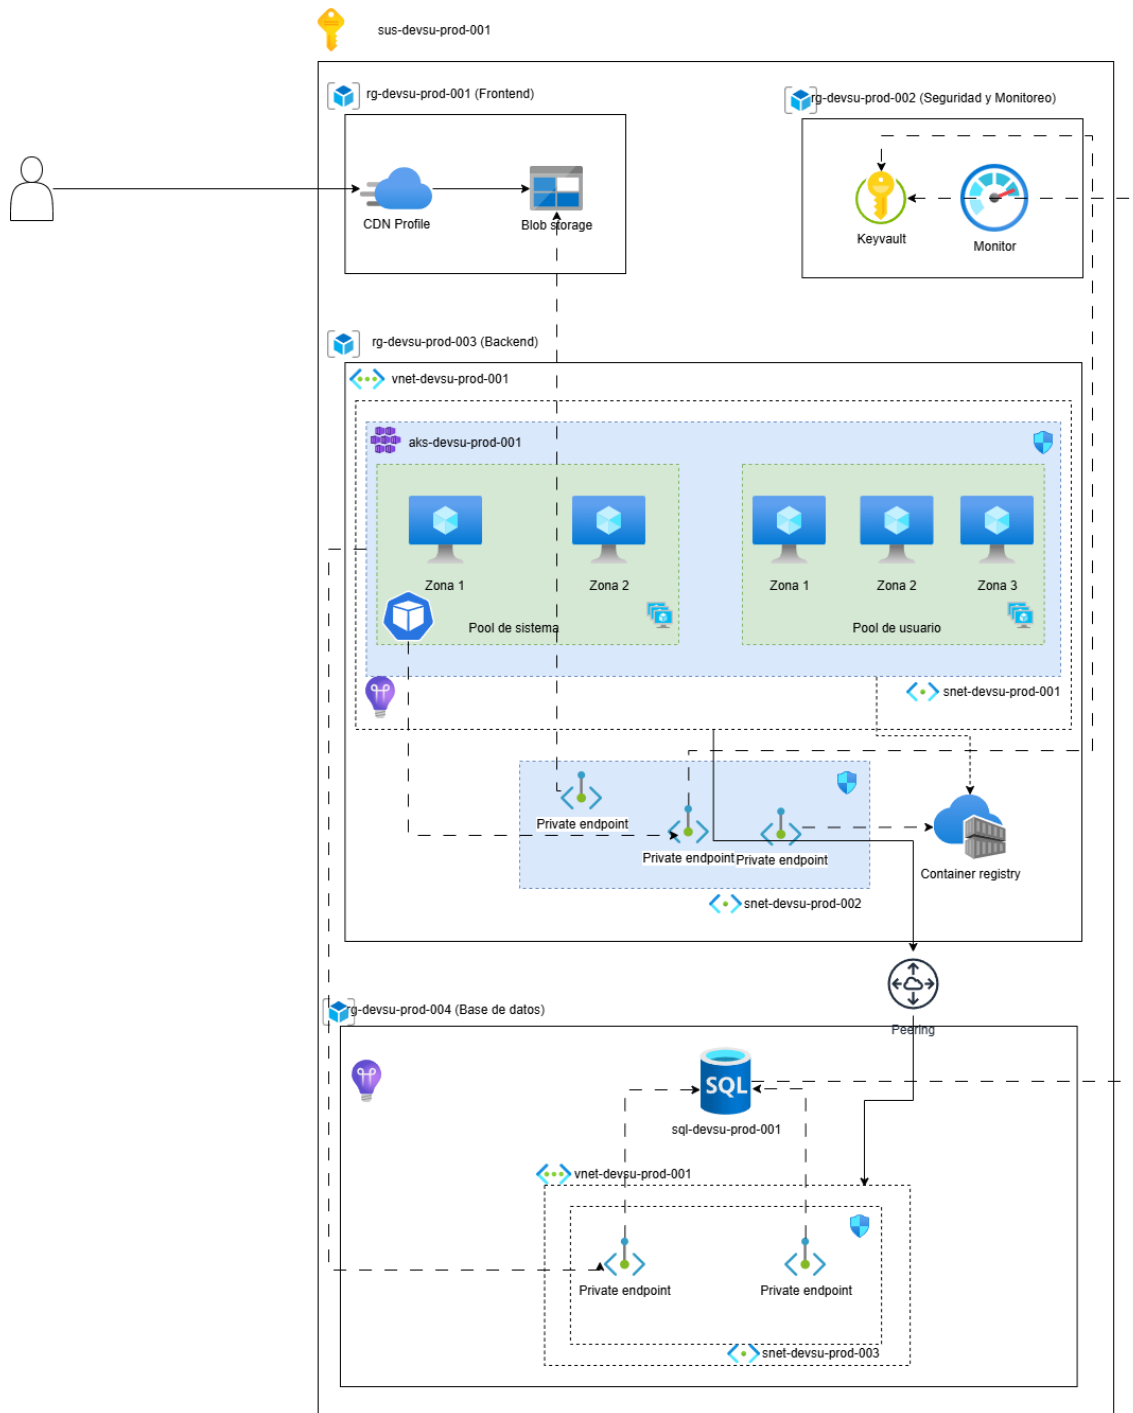 sus-devsu-prod-001
rg-devsu-prod-001 (Frontend)
rg-devsu-prod-002 (Seguridad y Monitoreo)
CDN Profile
Blob storage
Keyvault
Monitor
rg-devsu-prod-003 (Backend)
vnet-devsu-prod-001
aks-devsu-prod-001
Zona 1
Zona 2
Zona 1
Zona 2
Zona 3
Pool de sistema
Pool de usuario
snet-devsu-prod-001
Private endpoint
Private endpoint
Private endpoint
Container registry
snet-devsu-prod-002
Peering
rg-devsu-prod-004 (Base de datos)
SQL
sql-devsu-prod-001
vnet-devsu-prod-001
Private endpoint
Private endpoint
snet-devsu-prod-003